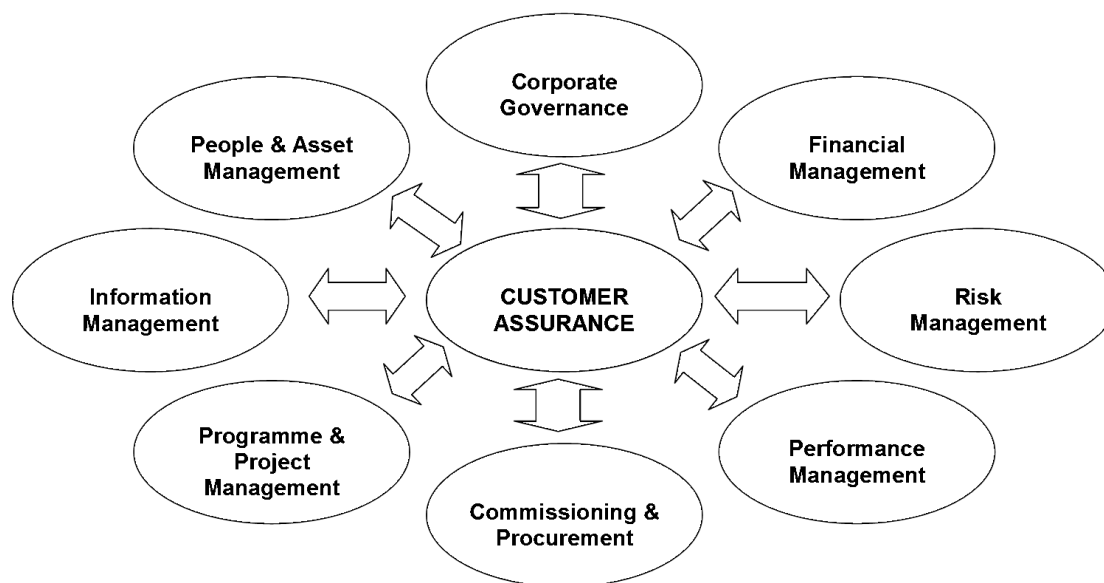 Corporate
Governance
People & Asset
Management
Financial
Management
Information
Management
CUSTOMER
ASSURANCE
Risk
Management
Programme &
Project
Management
Performance
Management
Commissioning &
Procurement